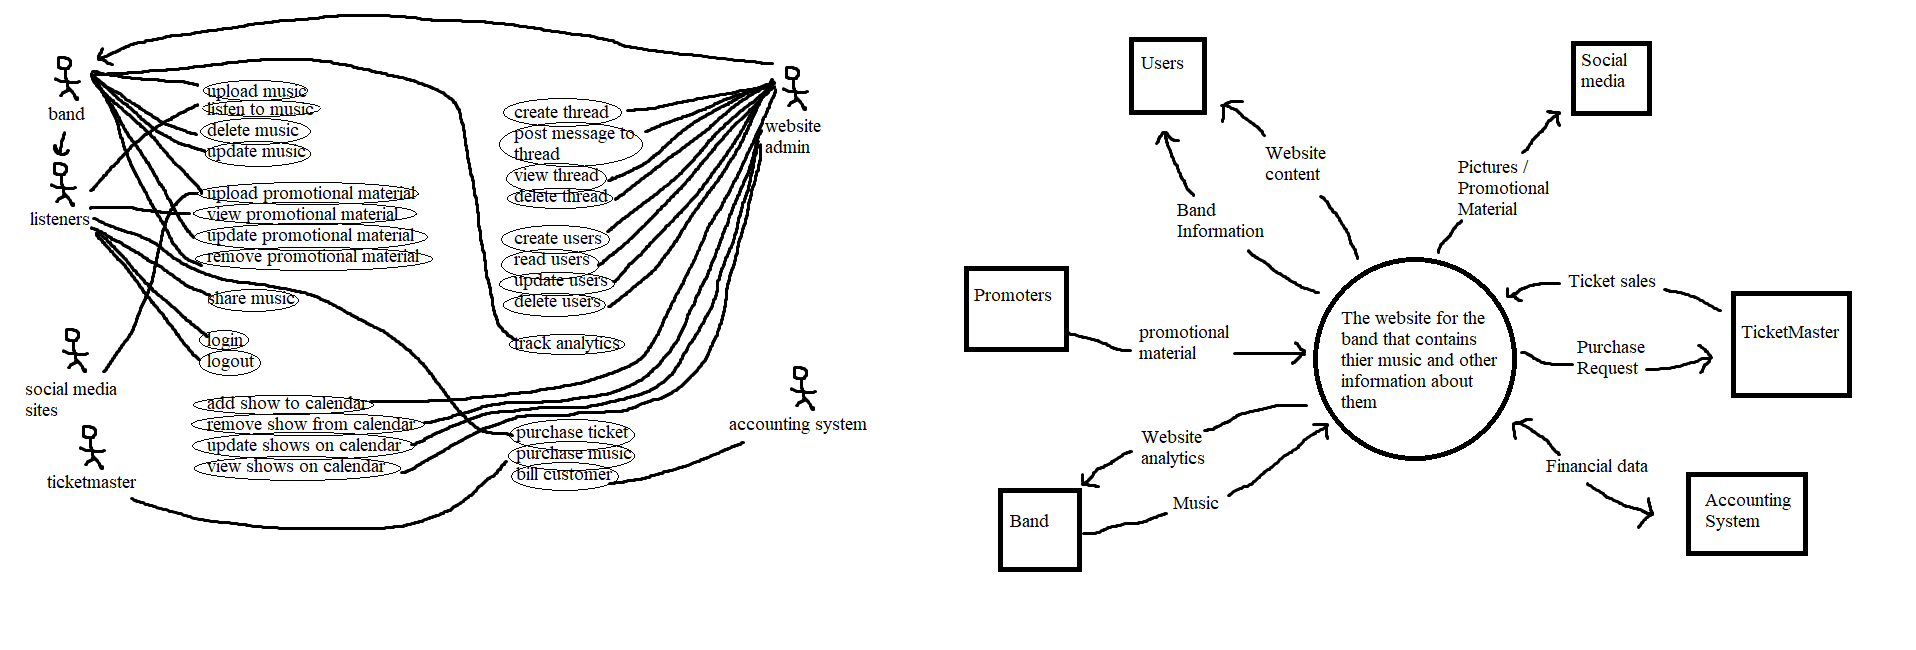 band
listeners
social media
sites
ticketmaster
upload music
listen to music
delete music
update music
upload promotional material
view promotional material
update promotional material
remove promotional material
share music
login
logout
add show to calendar
remove show from calendar
update shows on calendar
view shows on calendar
create thread
post message to
thread
view thread
delete thread
create users
read users
update users
delete users
track analytics
purchase ticket
purchase music
bill customer
website
admin
accounting system
Users
Social
media
Website
content
Pictures /
Promotional
Material
Band
Information
Promoters
promotional
material
The website for the
band that contains
thier music and other
information about
them
Ticket sales
TicketMaster
Purchase
Request
Website
analytics
Music
Band
Financial data
Accounting
System